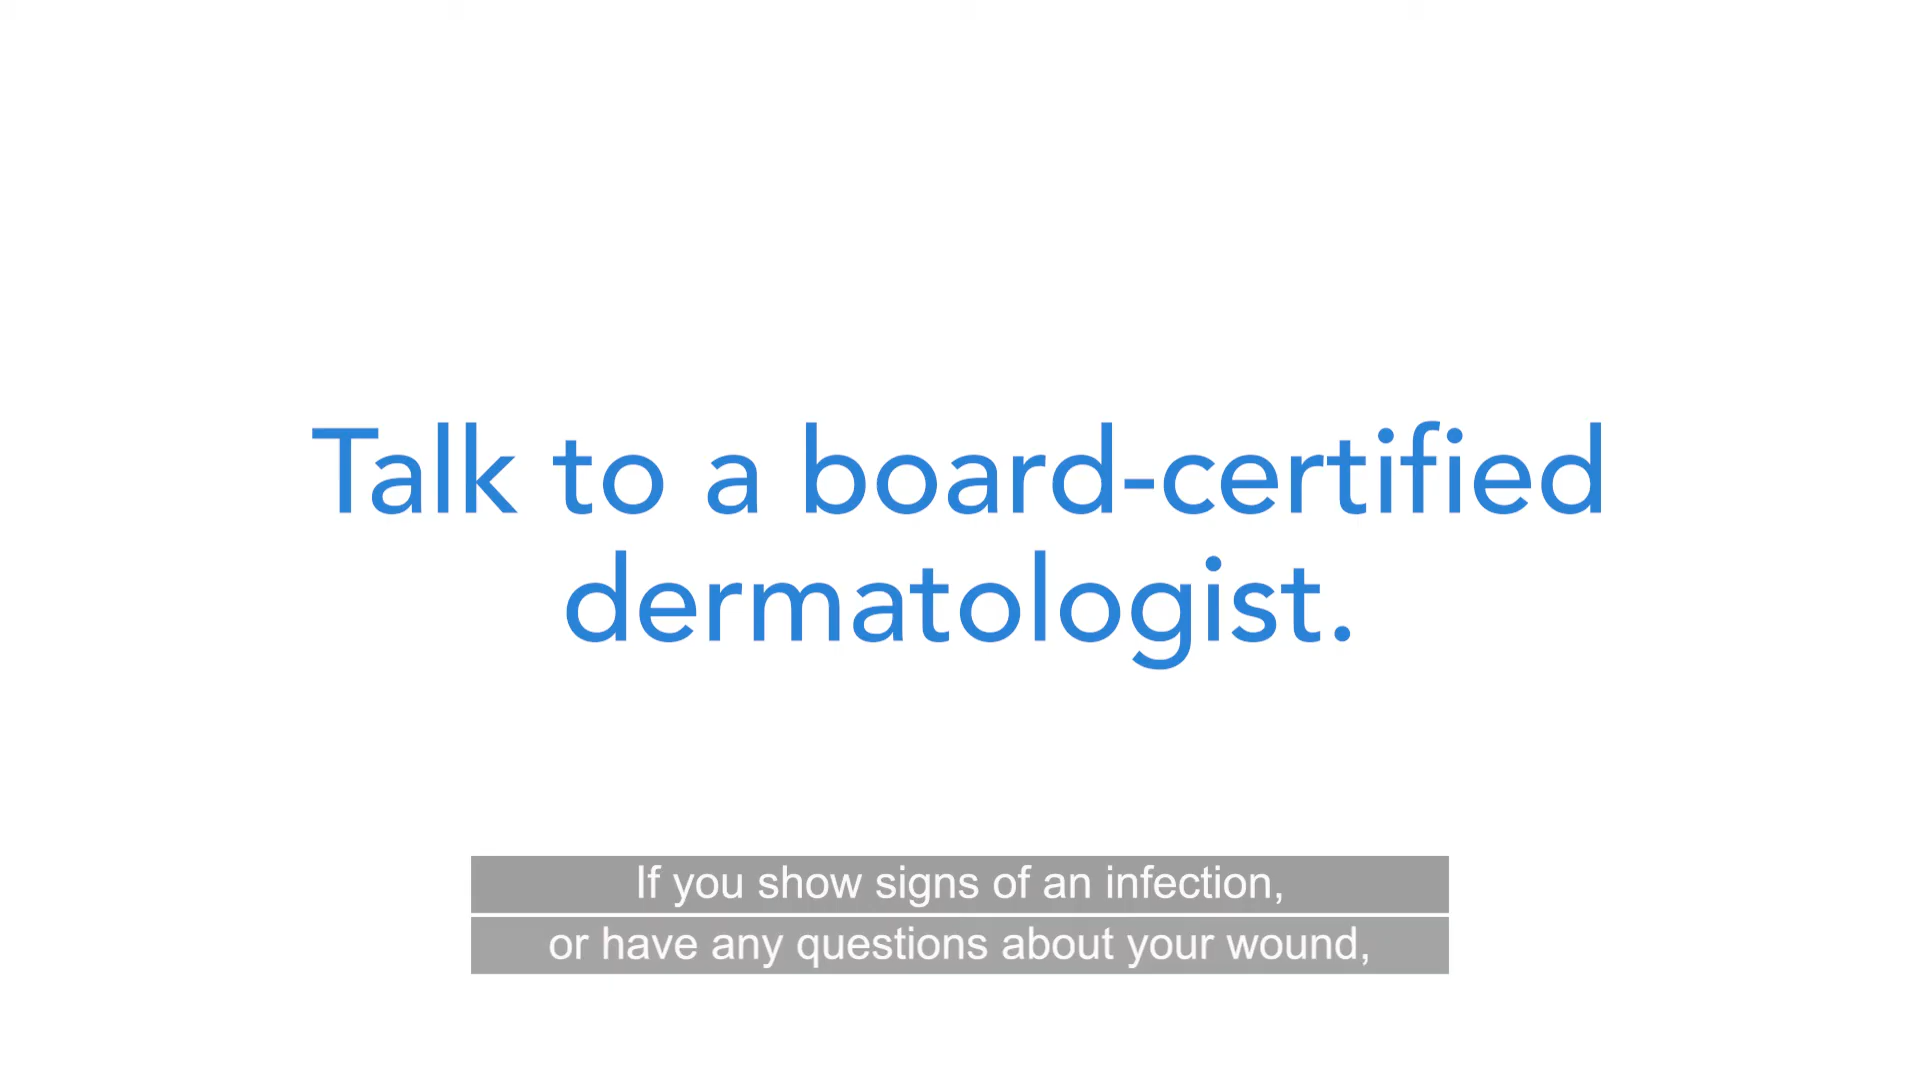 Talk to a board-certified
dermatologist.
If you show signs of an infection,
or have any questions about your wound,